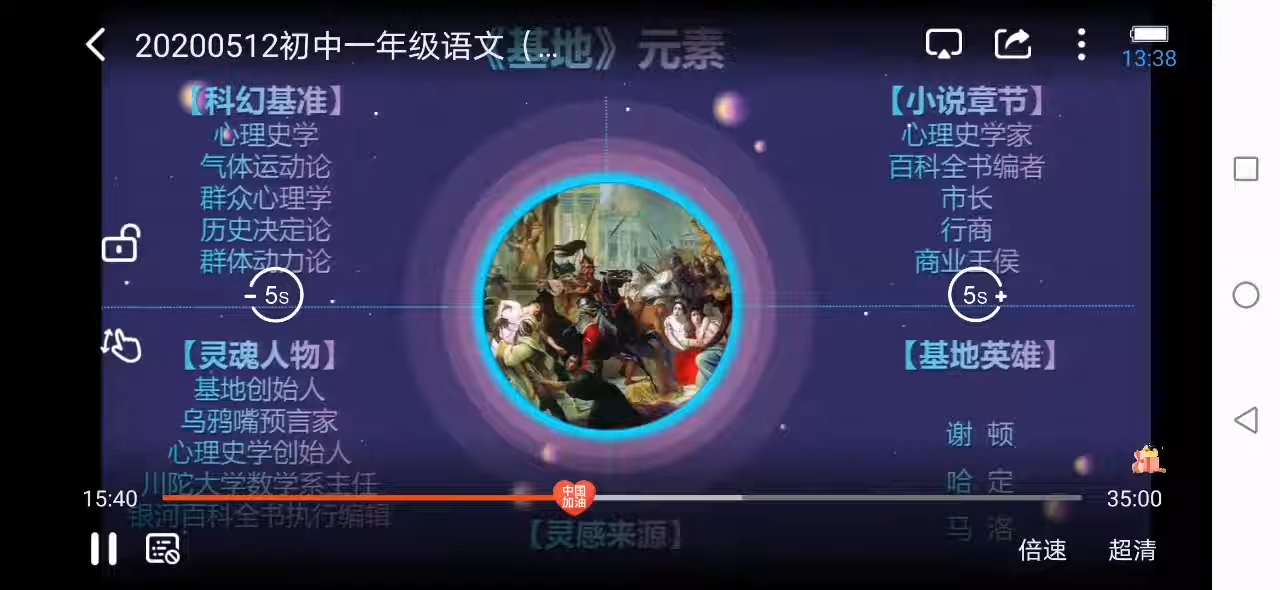 20200512初中一年级语文（...
《基地》元素
13:38
【科幻基准】
心理史学
气体运动论
群众心理学
历史决定论
群体动力论
【小说章节】
心理史学家
百科全书编者
市长
行商
商业王侯
- 5s
5s +
【灵魂人物】
基地创始人
乌鸦嘴预言家
心理史学创始人
川陀大学数学系主任
银河百科全书执行编辑
【基地英雄】
谢 顿
哈 定
马 洛
【灵感来源】
15:40
中国
加油
35:00
倍速
超清